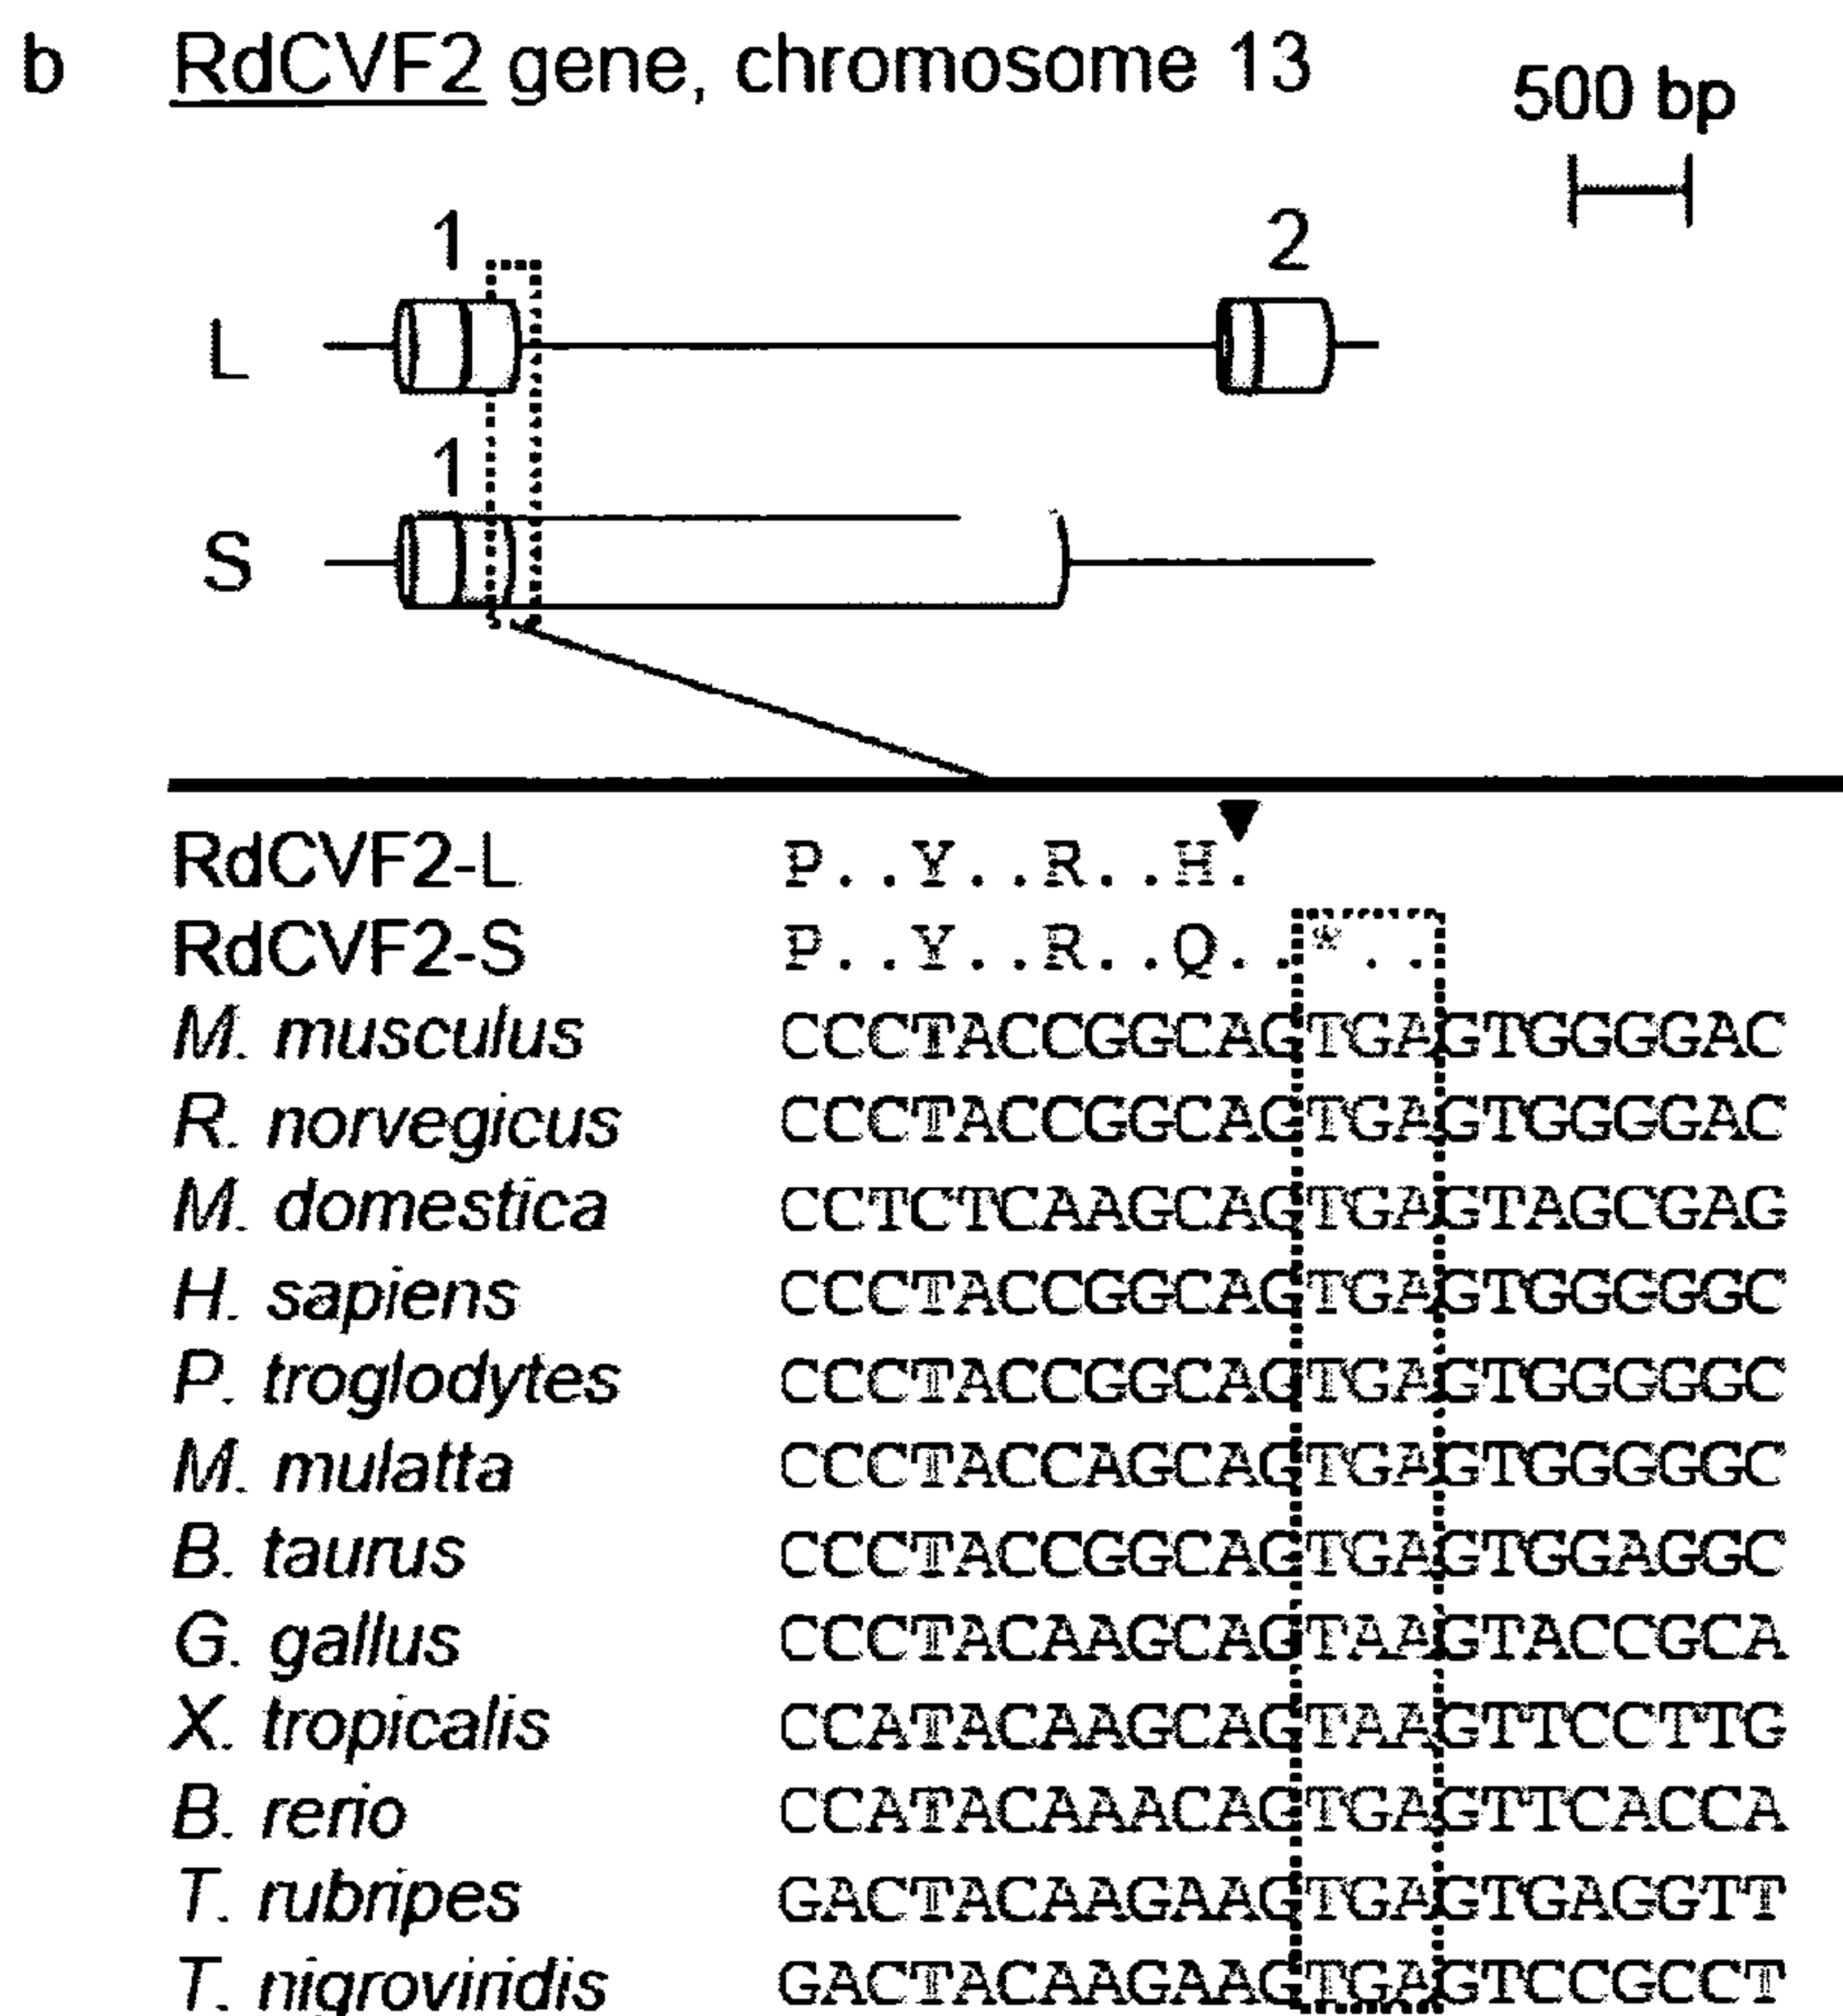 b RdCVF2 gene, chromosome 13
500 bp
1 2
L
1
S
RdCVF2-L P..Y..R..H.
RdCVF2-S P..Y..R..Q..*..
M. musculus CCCTACCGGCAGTGAGTGGGGAC
R. norvegicus CCCTACCGGCAGTGAGTGGGGAC
M. domestica CCTCTCAAGCAGTGAGTAGCGAG
H. sapiens CCCTACCGGCAGTGAGTGGGGGC
P. troglodytes CCCTACCGGCAGTGAGTGGGGGC
M. mulatta CCCTACCAGCAGTGAGTGGGGGC
B. taurus CCCTACCGGCAGTGAGTGGAGGC
G. gallus CCCTACAAGCAGTAAGTACCGCA
X. tropicalis CCATACAAGCAGTAAGTTCCTTG
B. rerio CCATACAAACAGTGAGTTCACCA
T. rubripes GACTACAAGAAGTGAGTGAGGTT
T. nigroviridis GACTACAAGAAGTGAGTCCGCCT